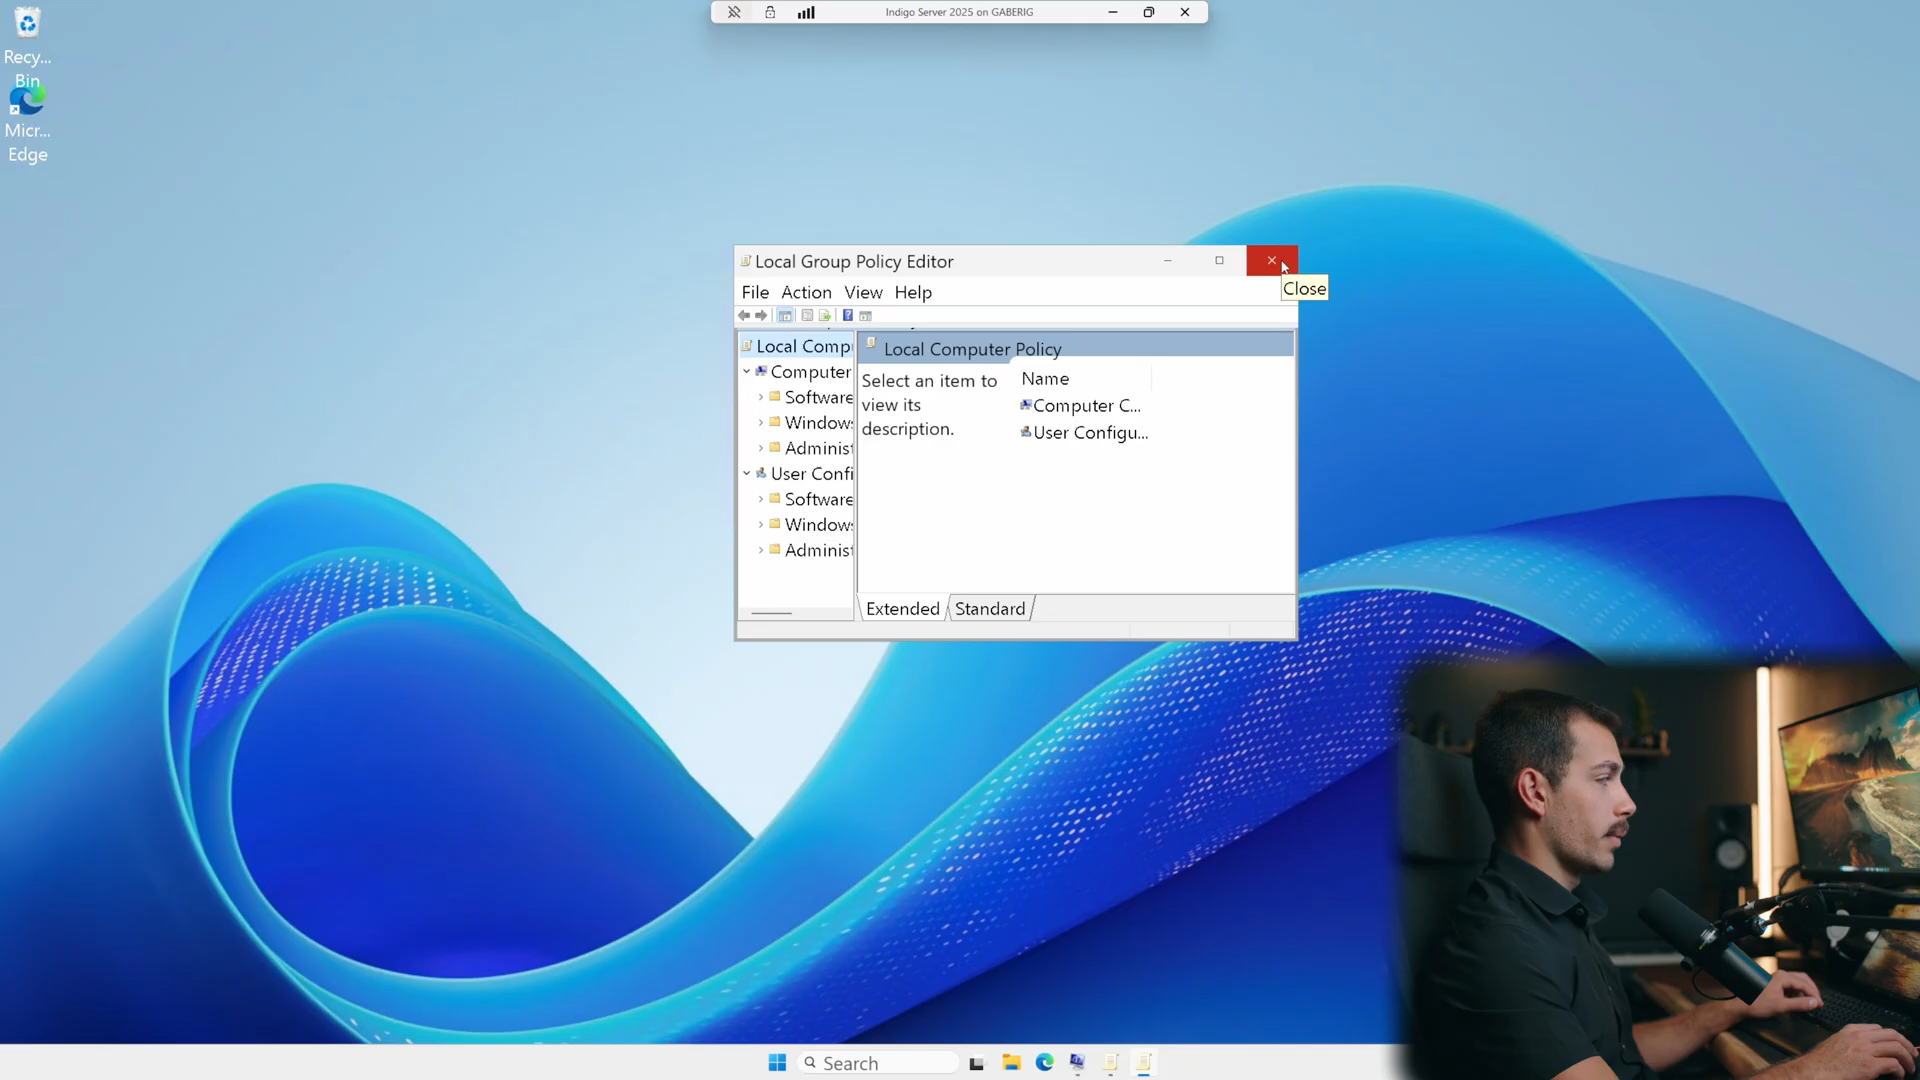 Recy...
Bin
Micr...
Edge
Indigo Server 2025 on GABERIG
Local Group Policy Editor
Close
File Action View Help
Local Comp
Computer
Software
Window
Adminis
User Confi
Software
Window
Adminis
Local Computer Policy
Select an item to
view its
description.
Name
Computer C...
User Configu...
Extended Standard
Search